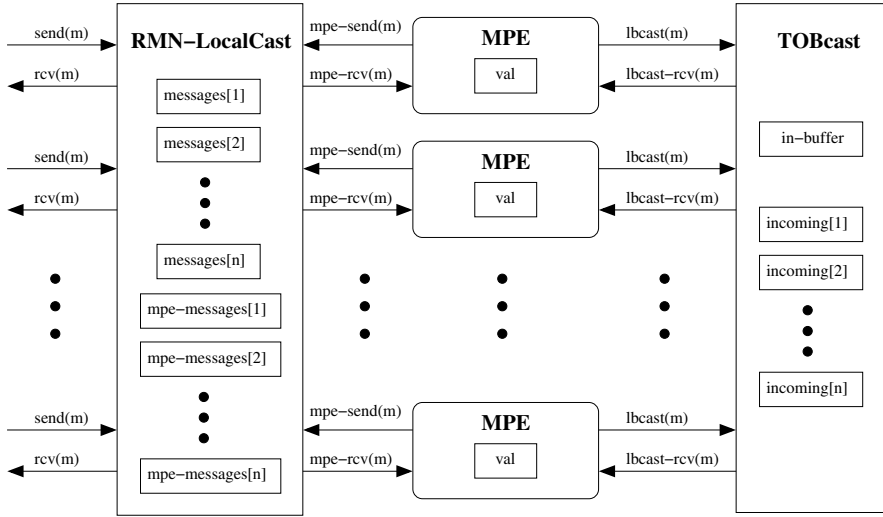 send(m)
rcv(m)
RMN−LocalCast
mpe−send(m)
mpe−rcv(m)
MPE
val
lbcast(m)
lbcast−rcv(m)
TOBcast
messages[1]
messages[2]
in−buffer
send(m)
rcv(m)
mpe−send(m)
mpe−rcv(m)
MPE
val
lbcast(m)
lbcast−rcv(m)
incoming[1]
messages[n]
incoming[2]
mpe−messages[1]
mpe−messages[2]
incoming[n]
send(m)
rcv(m)
mpe−messages[n]
mpe−send(m)
mpe−rcv(m)
MPE
val
lbcast(m)
lbcast−rcv(m)